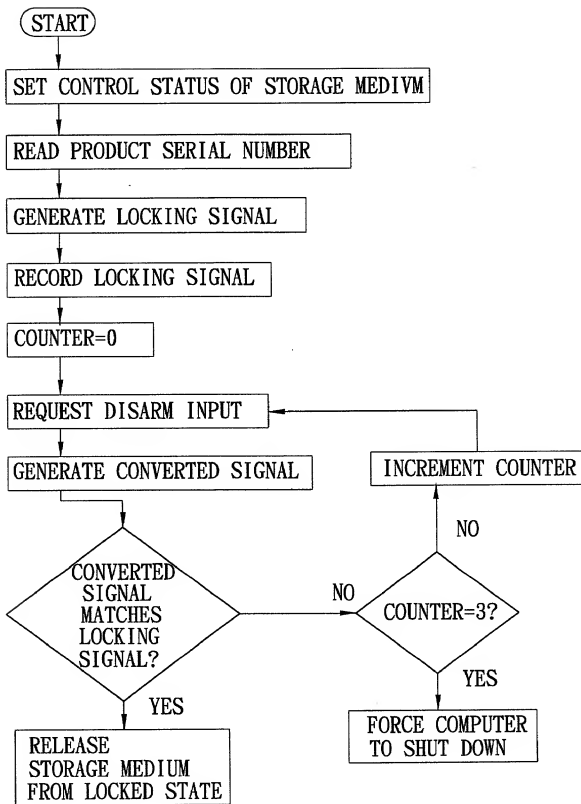 START
SET CONTROL STATUS OF STORAGE MEDIVM
READ PRODUCT SERIAL NUMBER
GENERATE LOCKING SIGNAL
RECORD LOCKING SIGNAL
COUNTER=0
REQUEST DISARM INPUT
GENERATE CONVERTED SIGNAL
INCREMENT COUNTER
NO
CONVERTED
SIGNAL
MATCHES
LOCKING
SIGNAL?
NO
COUNTER=3?
YES
YES
RELEASE
STORAGE MEDIUM
FROM LOCKED STATE
FORCE COMPUTER
TO SHUT DOWN